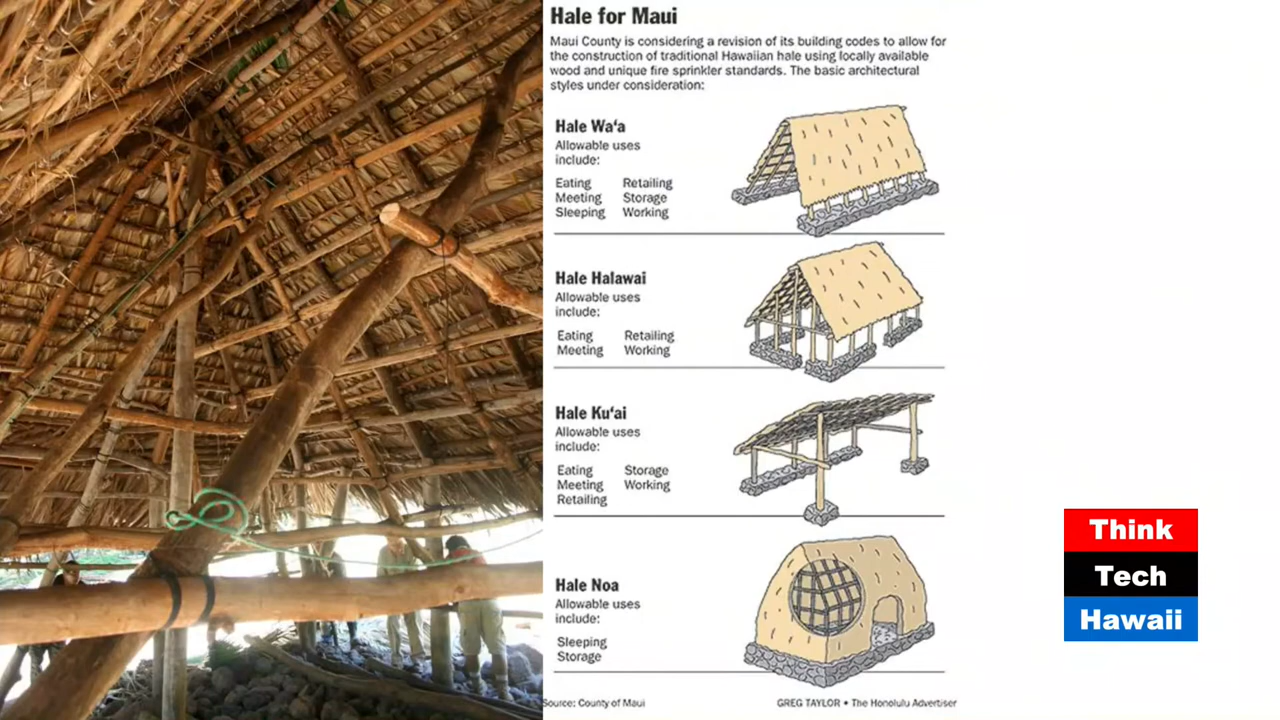 Hale for Maui
Maui County is considering a revision of its building codes to allow for
the construction of traditional Hawaiian hale using locally available
wood and unique fire sprinkler standards. The basic architectural
styles under consideration:
Hale Wa‘a
Allowable uses
include:
Eating Retailing
Meeting Storage
Sleeping Working
Hale Halawai
Allowable uses
include:
Eating Retailing
Meeting Working
Hale Ku‘ai
Allowable uses
include:
Eating Storage
Meeting Working
Retailing
Hale Noa
Allowable uses
include:
Sleeping
Storage
Source: County of Maui GREG TAYLOR • The Honolulu Advertiser
Think
Tech
Hawaii